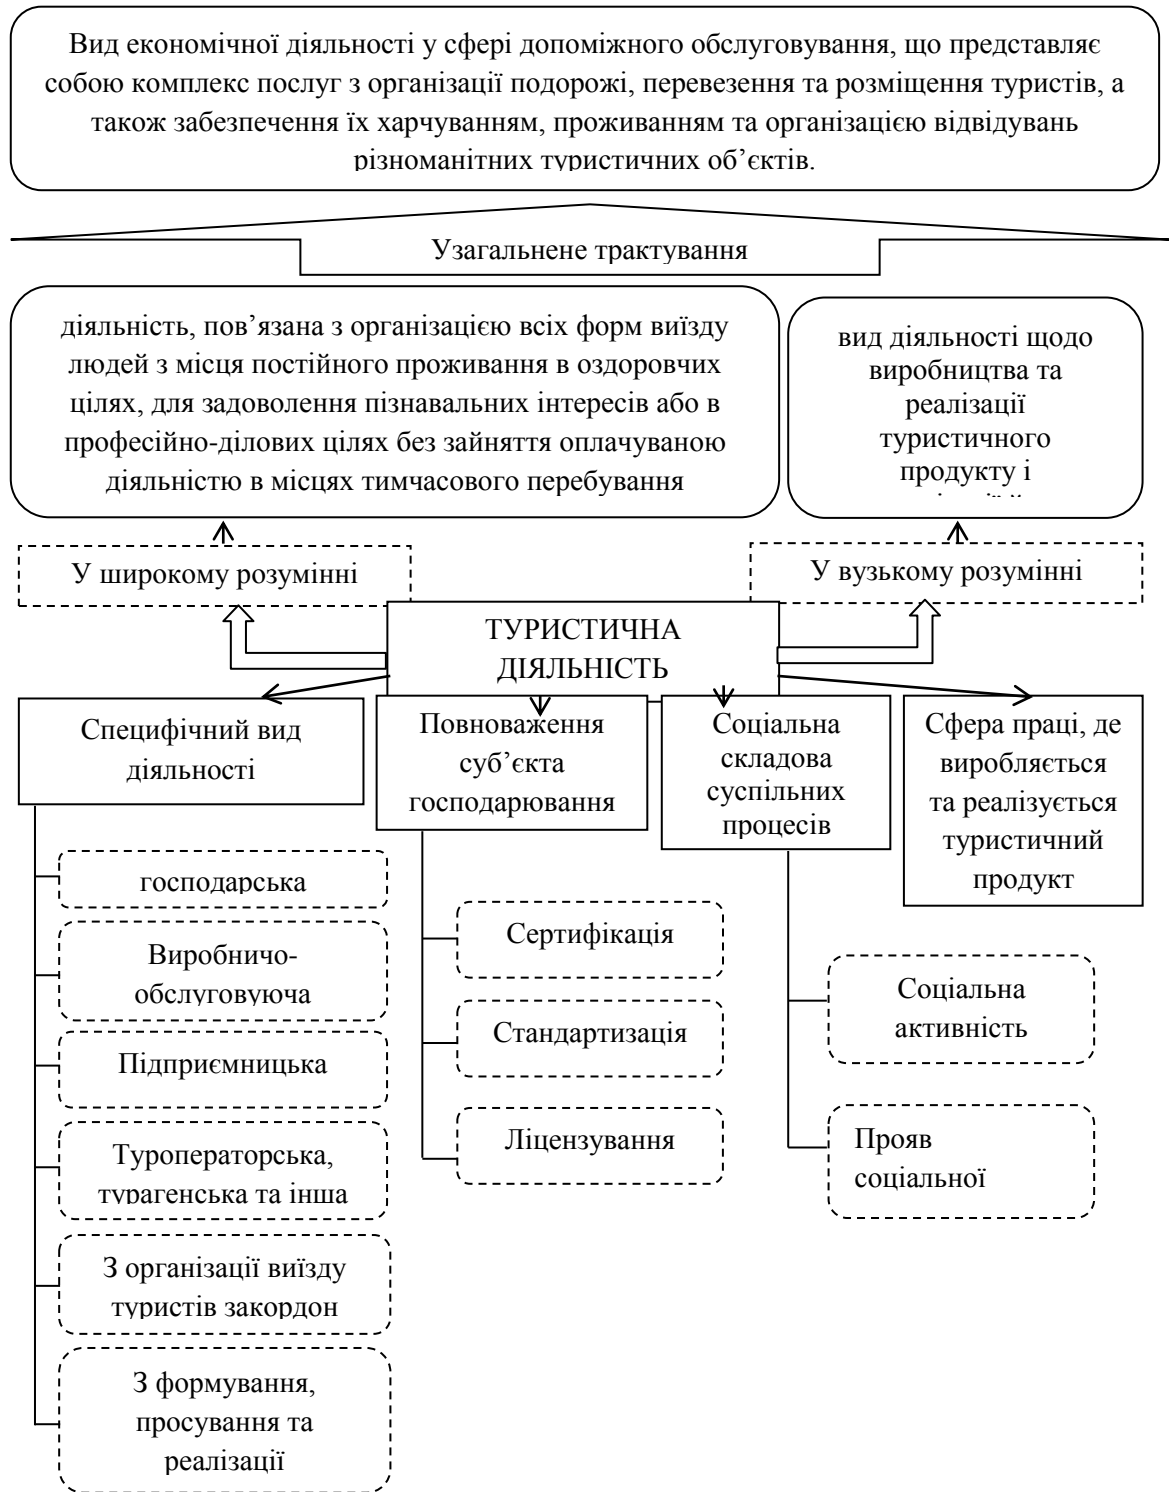 Вид економічної діяльності у сфері допоміжного обслуговування, що представляє
собою комплекс послуг з організації подорожі, перевезення та розміщення туристів, а
також забезпечення їх харчуванням, проживанням та організацією відвідувань
різноманітних туристичних об’єктів.
Узагальнене трактування
діяльність, пов’язана з організацією всіх форм виїзду
людей з місця постійного проживання в оздоровчих
цілях, для задоволення пізнавальних інтересів або в
професійно-ділових цілях без зайняття оплачуваною
діяльністю в місцях тимчасового перебування
вид діяльності щодо
виробництва та
реалізації
туристичного
продукту і
У широкому розумінні
У вузькому розумінні
ТУРИСТИЧНА
ДІЯЛЬНІСТЬ
Специфічний вид
діяльності
Повноваження
суб’єкта
господарювання
Соціальна
складова
суспільних
процесів
Сфера праці, де
виробляється
та реалізується
туристичний
продукт
господарська
Виробничо-
обслуговуюча
Підприємницька
Туроператорська,
турагенська та інша
З організації виїзду
туристів закордон
З формування,
просування та
реалізації
Сертифікація
Стандартизація
Ліцензування
Соціальна
активність
Прояв
соціальної